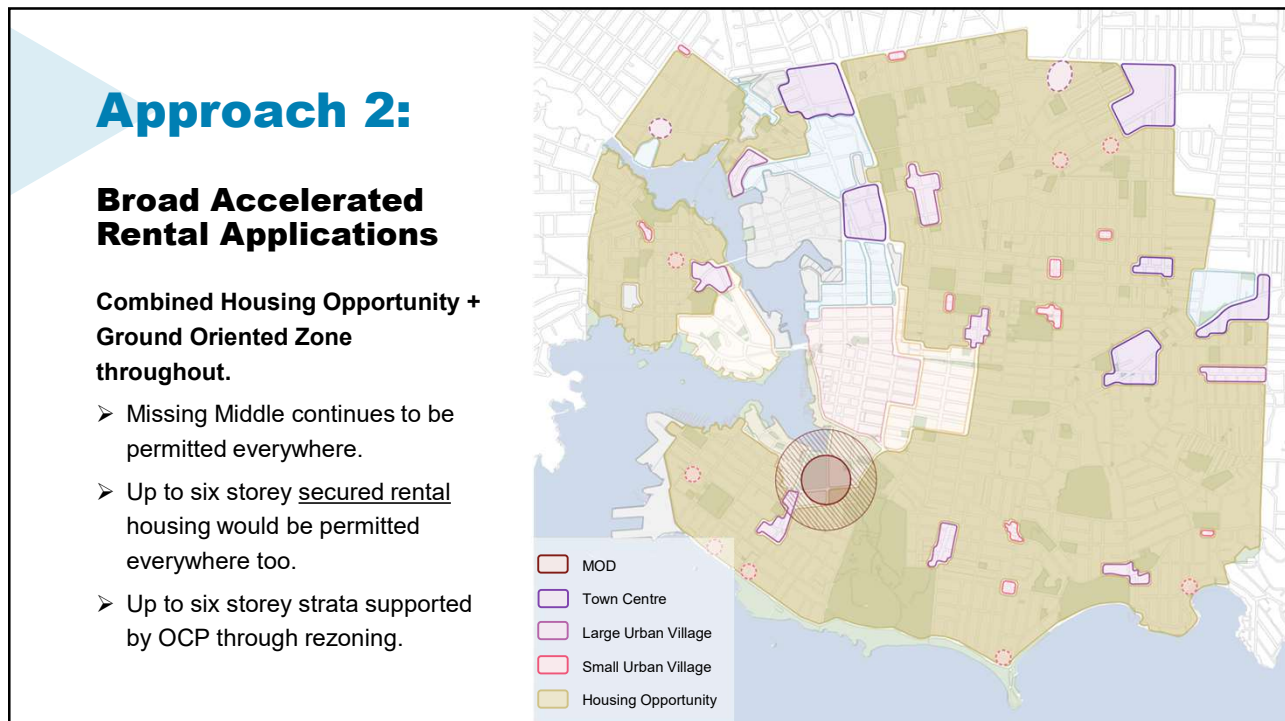 Approach 2:
Broad Accelerated
Rental Applications
Combined Housing Opportunity +
Ground Oriented Zone
throughout.
➢ Missing Middle continues to be
permitted everywhere.
➢ Up to six storey secured rental
housing would be permitted
everywhere too.
➢ Up to six storey strata supported
by OCP through rezoning.
MOD
Town Centre
Large Urban Village
Small Urban Village
Housing Opportunity